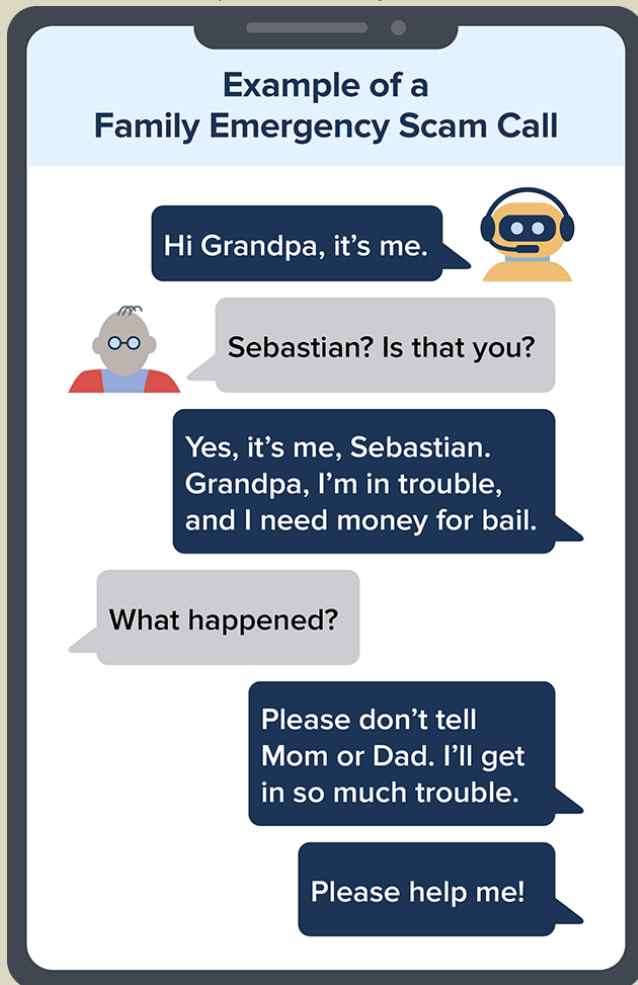 Example of a
Family Emergency Scam Call
Hi Grandpa, it’s me.
Sebastian? Is that you?
Yes, it’s me, Sebastian.
Grandpa, I’m in trouble,
and I need money for bail.
What happened?
Please don’t tell
Mom or Dad. I’ll get
in so much trouble.
Please help me!